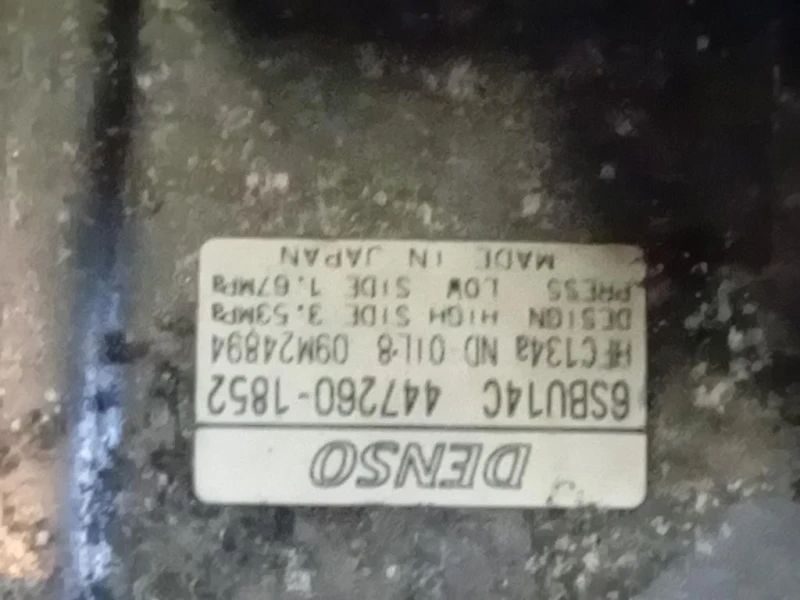 DENSO
6SBU14C 447260-1852
HFC134a ND-OIL8 09M24894
DESIGN HIGH SIDE 3.53MPa
PRESS LOW SIDE 1.67MPa
MADE IN JAPAN